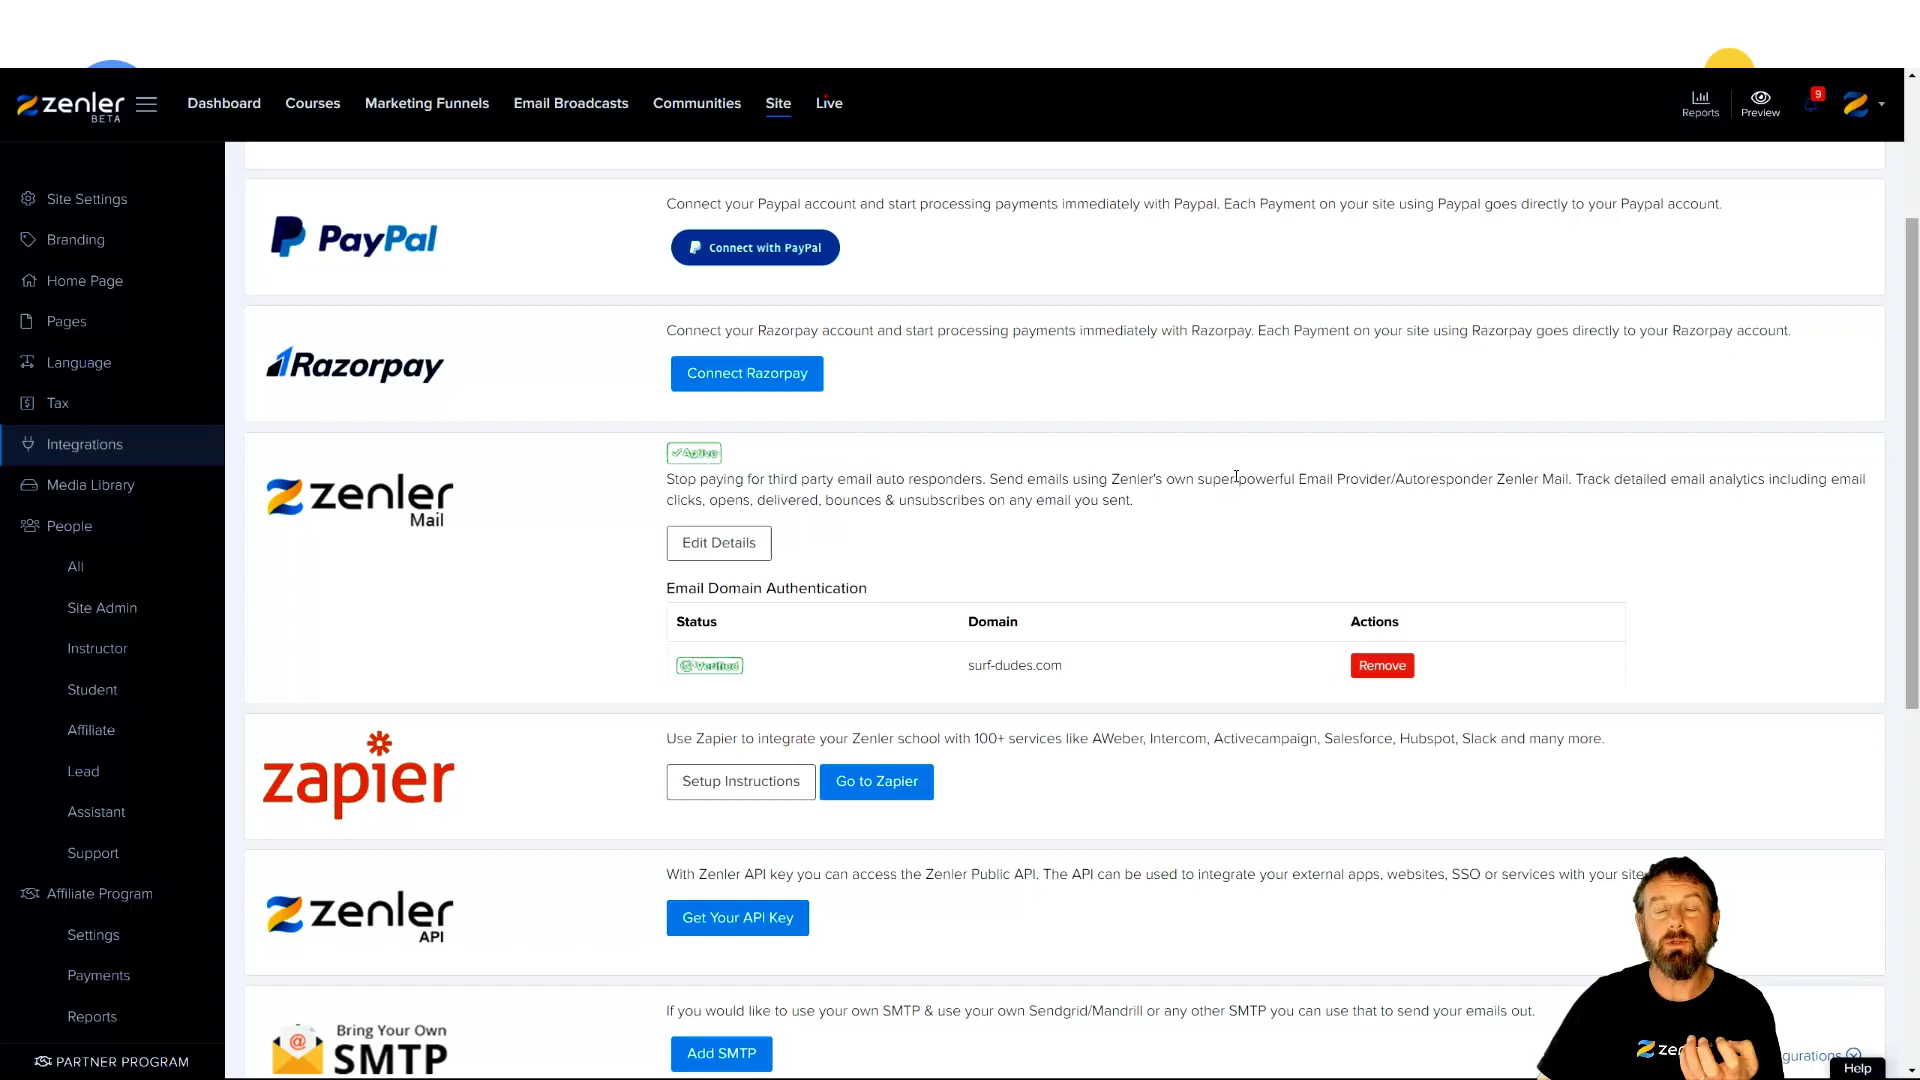 zenler
BETA
Dashboard
Courses
Marketing Funnels
Email Broadcasts
Communities
Site
Live
Reports
Preview
9
Site Settings
Branding
Home Page
Pages
Language
Tax
Integrations
Media Library
People
All
Site Admin
Instructor
Student
Affiliate
Lead
Assistant
Support
Affiliate Program
Settings
Payments
Reports
PARTNER PROGRAM
PayPal
Connect your Paypal account and start processing payments immediately with Paypal. Each Payment on your site using Paypal goes directly to your Paypal account.
Connect with PayPal
Razorpay
Connect your Razorpay account and start processing payments immediately with Razorpay. Each Payment on your site using Razorpay goes directly to your Razorpay account.
Connect Razorpay
zenler
Mail
Active
Stop paying for third party email auto responders. Send emails using Zenler's own super powerful Email Provider/Autoresponder Zenler Mail. Track detailed email analytics including email
clicks, opens, delivered, bounces & unsubscribes on any email you sent.
Edit Details
Email Domain Authentication
Status Domain Actions
Verified surf-dudes.com Remove
zapier
Use Zapier to integrate your Zenler school with 100+ services like AWeber, Intercom, Activecampaign, Salesforce, Hubspot, Slack and many more.
Setup Instructions
Go to Zapier
zenler
API
With Zenler API key you can access the Zenler Public API. The API can be used to integrate your external apps, websites, SSO or services with your site
Get Your API Key
Bring Your Own
SMTP
If you would like to use your own SMTP & use your own Sendgrid/Mandrill or any other SMTP you can use that to send your emails out.
Add SMTP
Help